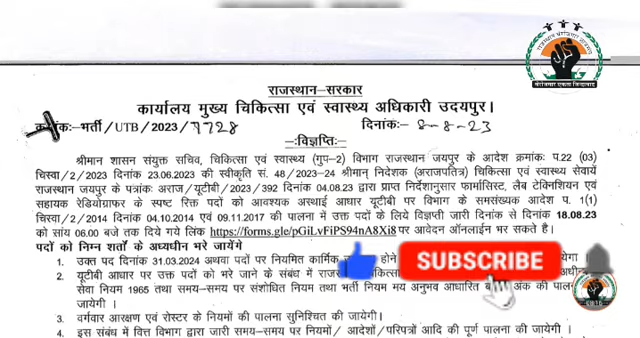 राजस्थान-सरकार
कार्यालय मुख्य चिकित्सा एवं स्वास्थ्य अधिकारी उदयपुर।
क्रमांक:-भर्ती/UTB/2023/7728 दिनांक:- 8-8-23
-:विज्ञप्ति:-
श्रीमान शासन संयुक्त सचिव, चिकित्सा एवं स्वास्थ्य (ग्रुप-2) विभाग राजस्थान जयपुर के आदेश क्रमांक: प.22 (03)
चिस्वा/2/2023 दिनांक 23.06.2023 की स्वीकृति सं. 48/2023-24 श्रीमान् निदेशक (अराजपत्रित) चिकित्सा एवं स्वास्थ्य सेवायें
राजस्थान जयपुर के पत्रांक: अराज/यूटीबी/2023/392 दिनांक 04.08.23 द्वारा प्राप्त निर्देशानुसार फार्मासिस्ट, लैब टेक्निशियन एवं
सहायक रेडियोग्राफर के स्पष्ट रिक्त पदों को आवश्यक अस्थाई आधार यूटीबी पर विभाग के समसंख्यक आदेश प. 1(1)
चिस्वा/2/2014 दिनांक 04.10.2014 एवं 09.11.2017 की पालना में उक्त पदों के लिये विज्ञप्ती जारी दिनांक से दिनांक 18.08.23
को सांय 06.00 बजे तक दिये गये लिंक https://forms.gle/pGiLvFiPS94nA8Xi8 पर आवेदन ऑनलाईन भर सकते है।
पदों को निम्न शर्तो के अध्यधीन भरे जायेंगे
1. उक्त पद दिनांक 31.03.2024 अथवा पदों पर नियमित कार्मिक होने
2. यूटीबी आधार पर उक्त पदों को भरे जाने के संबंध में चिकित्सा
सेवा नियम 1965 तथा समय-समय पर संशोधित नियम तथा भर्ती नियम मय अनुभव आधारित अंक की पालना
जायेगी।
3. वर्गवार आरक्षण एवं रोस्टर के नियमों की पालना सुनिश्चित की जायेगी।
4. इस संबंध में वित्त विभाग द्वारा जारी समय-समय पर नियमों/ आदेशों/परिपत्रों आदि की पूर्ण पालना की जायेगी।
SUBSCRIBE